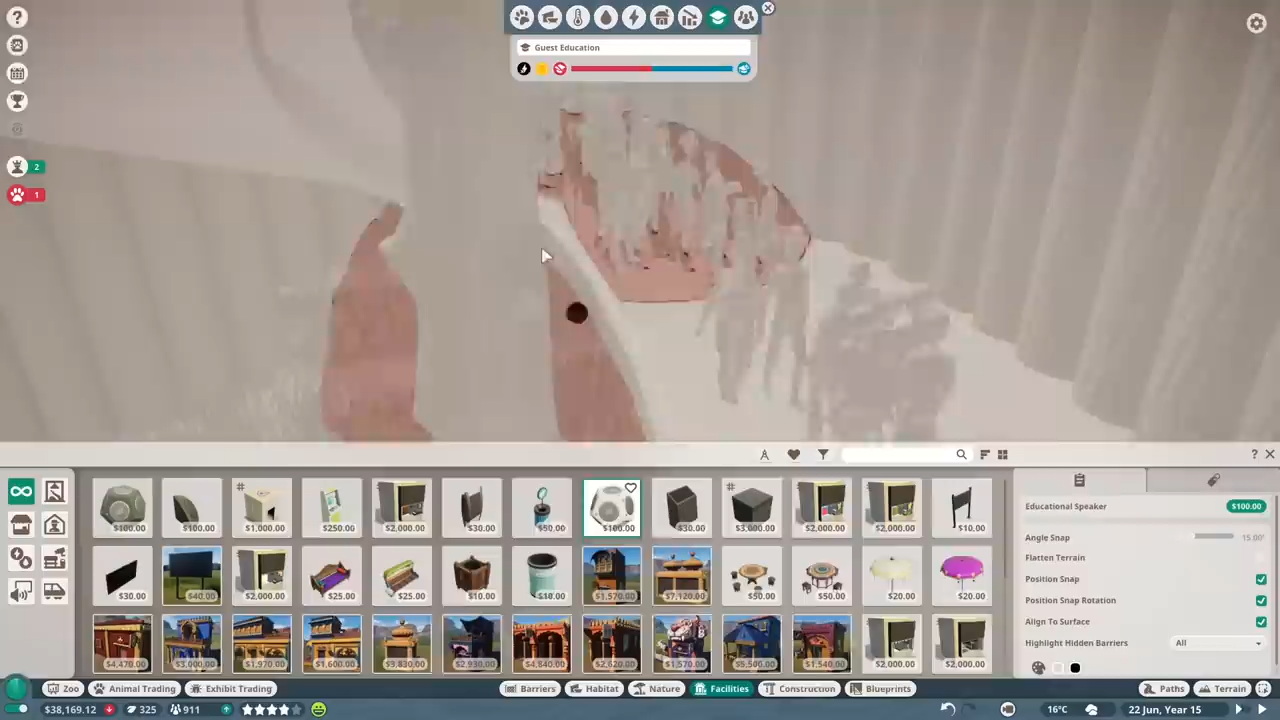 ?
Guest Education
2
1
? 
$100.00 $100.00 $1,000.00 $250.00 $2,000.00 $30.00 $50.00 $100.00 $30.00 $3,000.00 $2,000.00 $2,000.00 $10.00
$30.00 $40.00 $2,000.00 $25.00 $25.00 $10.00 $10.00 $1,570.00 $7,120.00 $50.00 $50.00 $20.00 $20.00
$4,470.00 $3,000.00 $1,970.00 $1,600.00 $3,830.00 $2,930.00 $4,840.00 $2,620.00 $1,570.00 $5,500.00 $1,540.00 $2,000.00 $2,000.00
Educational Speaker $100.00
Angle Snap 15.00°
Flatten Terrain
Position Snap
Position Snap Rotation
Align To Surface
Highlight Hidden Barriers All
Zoo Animal Trading Exhibit Trading Barriers Habitat Nature Facilities Construction Blueprints Paths Terrain
$38,169.12 325 911 16°C 22 Jun, Year 15